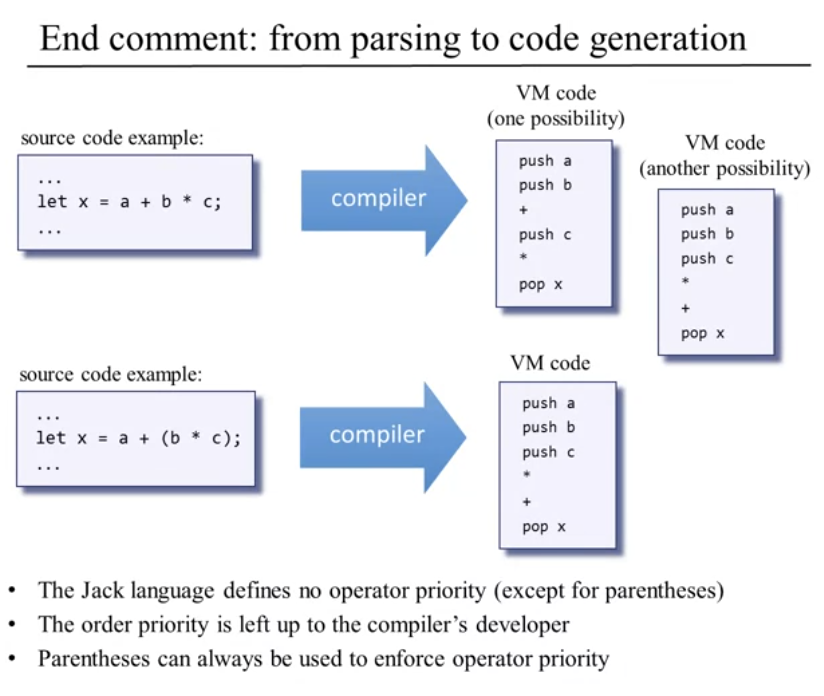 End comment: from parsing to code generation
source code example:
...
let x = a + b * c;
...
compiler
VM code
(one possibility)
push a
push b
+
push c
*
pop x
VM code
(another possibility)
push a
push b
push c
*
+
pop x
source code example:
...
let x = a + (b * c);
...
compiler
VM code
push a
push b
push c
*
+
pop x
• The Jack language defines no operator priority (except for parentheses)
• The order priority is left up to the compiler's developer
• Parentheses can always be used to enforce operator priority